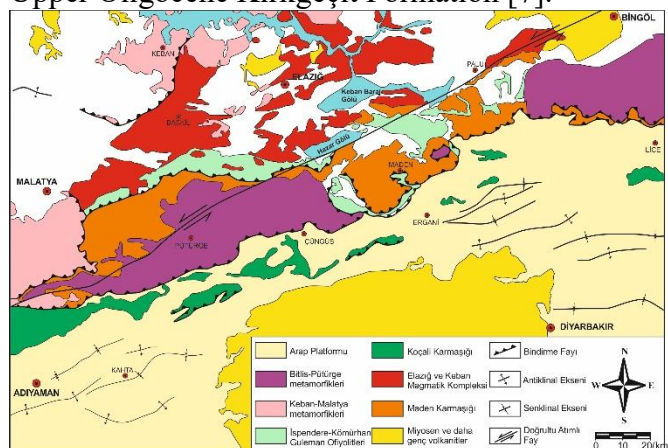 Upper Oligocene Kırkgeçit Formation [7].
BİNGÖL
KEBAN
PALU
ELAZIĞ
Keban Baraj
Gölü
BASKİL
Hazar Gölü
LİCE
MALATYA
MADEN
ERGANİ
PÜTÜRGE
ÇÜNGÜŞ
DİYARBAKIR
KAHTA
ADIYAMAN
Arap Platformu
Koçali Karmaşığı
Bindirme Fayı
Bitlis-Pütürge
metamorfikleri
Elazığ ve Keban
Magmatik Kompleksi
Antiklinal Ekseni
Keban-Malatya
metamorfikleri
Maden Karmaşığı
Senklinal Ekseni
İspendere-Kömürhan
Guleman Ofiyolitleri
Miyosen ve daha
genç volkanitler
Doğrultu Atımlı
Fay
N
W E
S
0 10 20/km